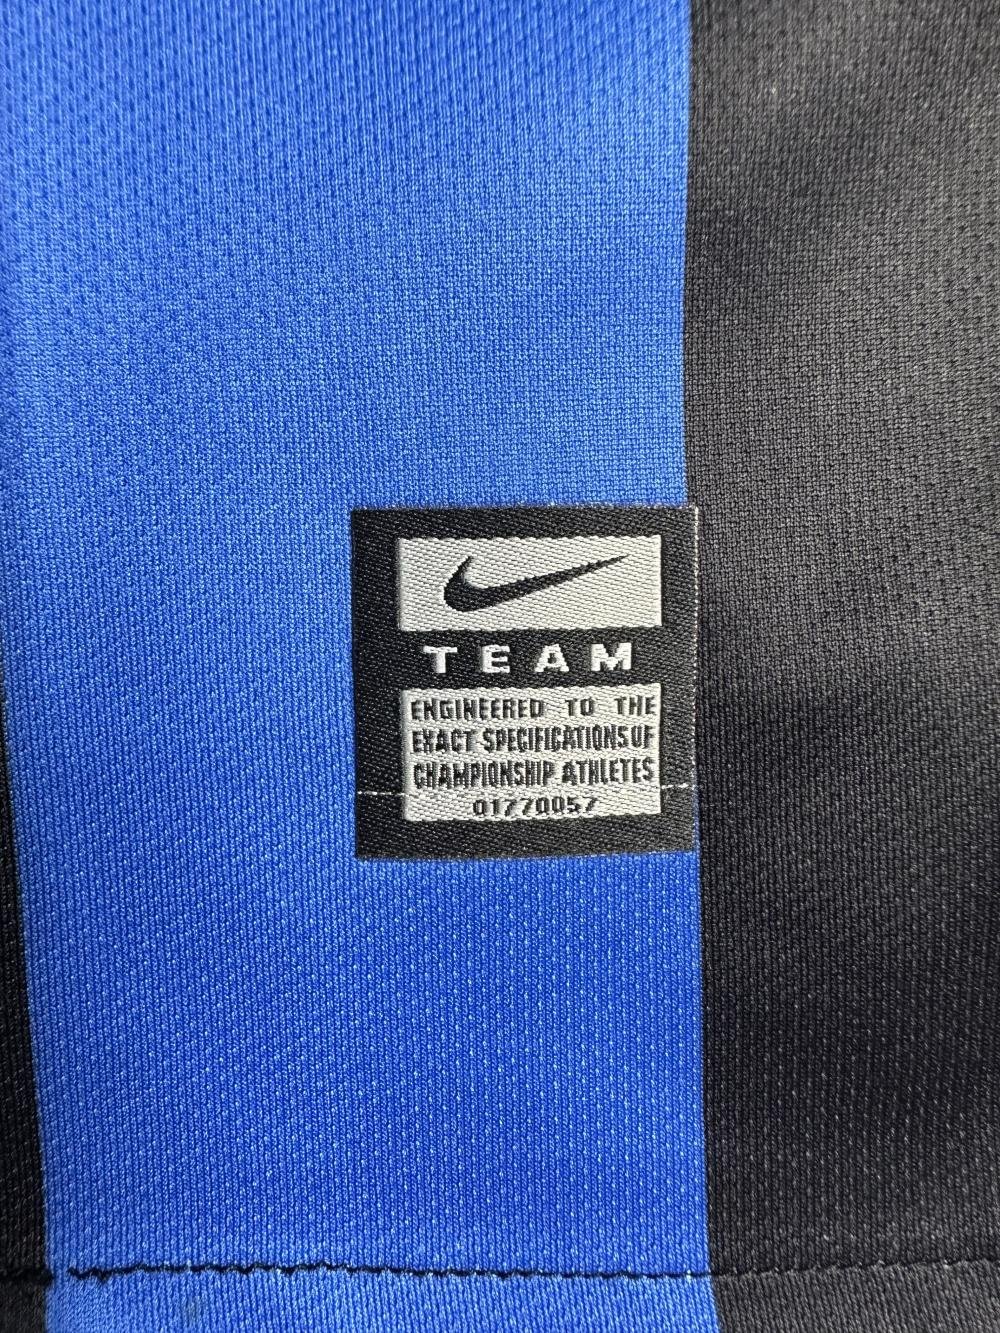 TEAM
ENGINEERED TO THE
EXACT SPECIFICATIONS OF
CHAMPIONSHIP ATHLETES
01770057